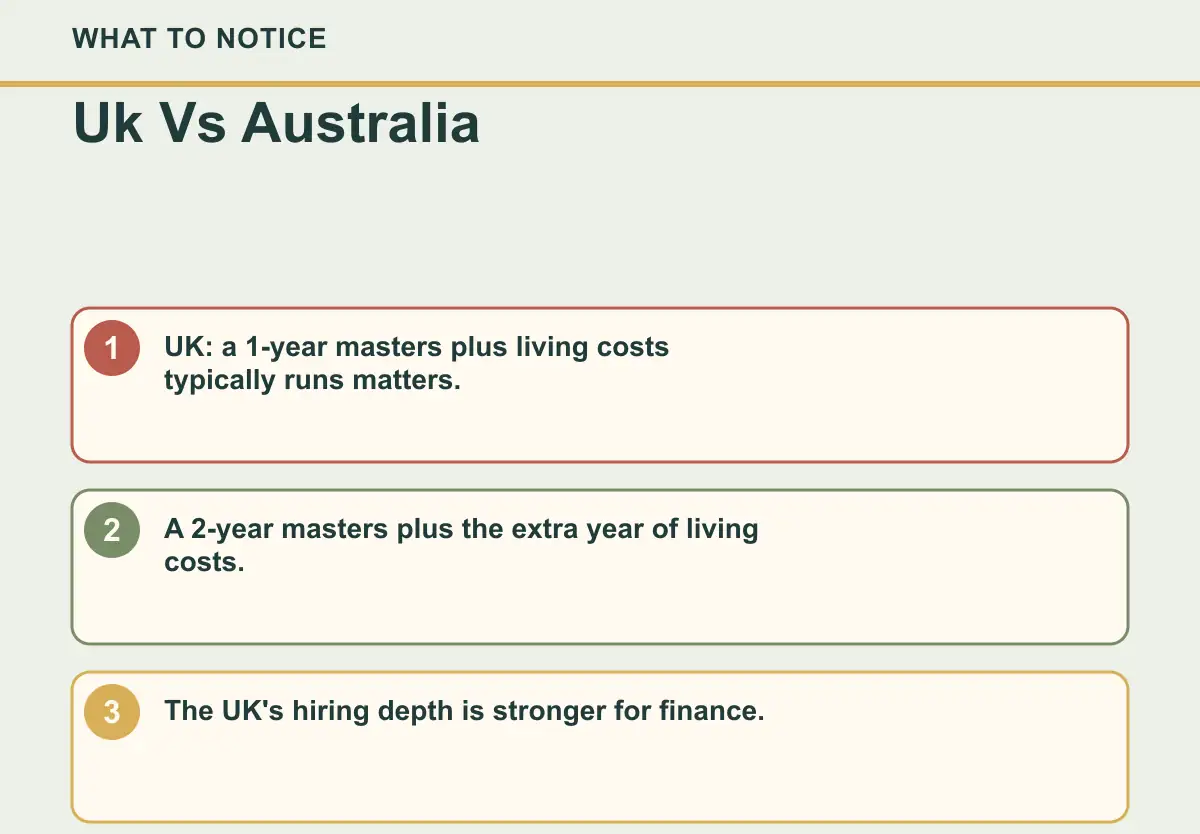 WHAT TO NOTICE
Uk Vs Australia
1
UK: a 1-year masters plus living costs
typically runs matters.
2
A 2-year masters plus the extra year of living
costs.
3
The UK's hiring depth is stronger for finance.